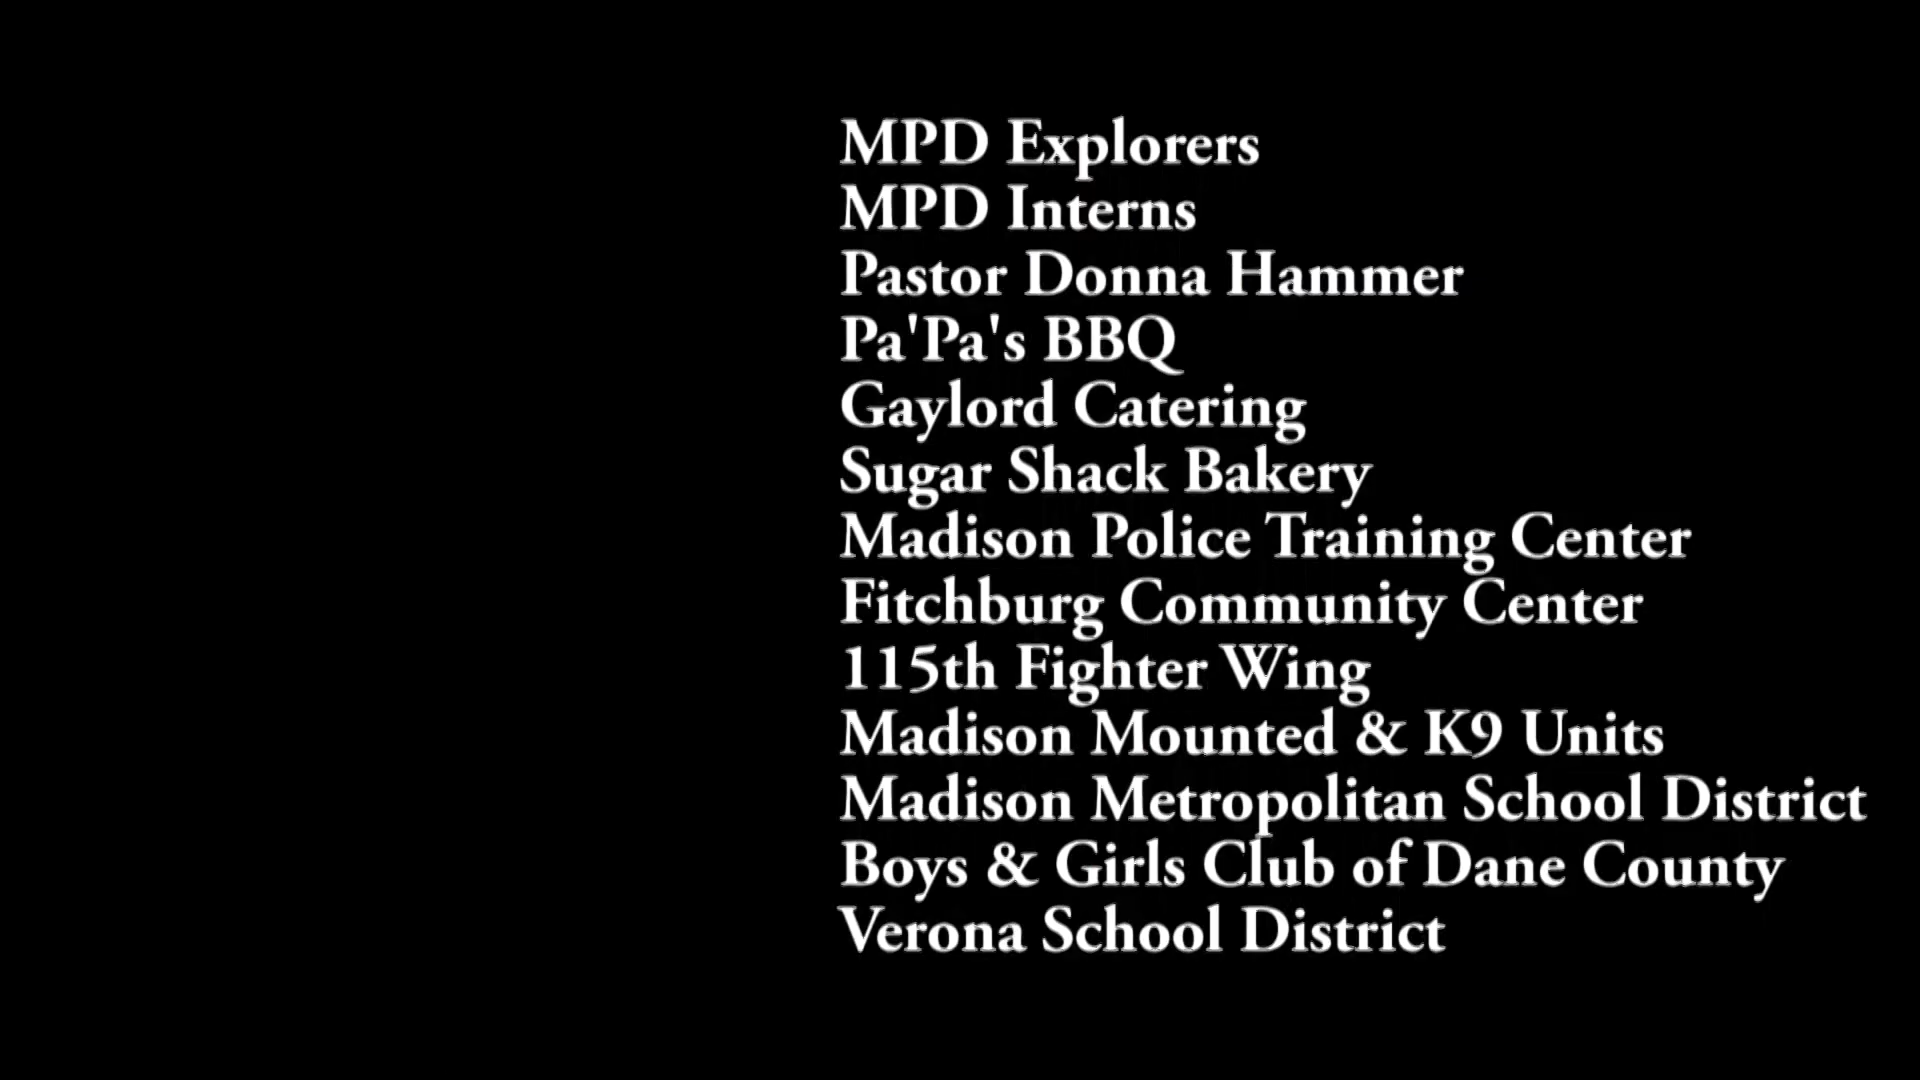 MPD Explorers
MPD Interns
Pastor Donna Hammer
Pa'Pa's BBQ
Gaylord Catering
Sugar Shack Bakery
Madison Police Training Center
Fitchburg Community Center
115th Fighter Wing
Madison Mounted & K9 Units
Madison Metropolitan School District
Boys & Girls Club of Dane County
Verona School District